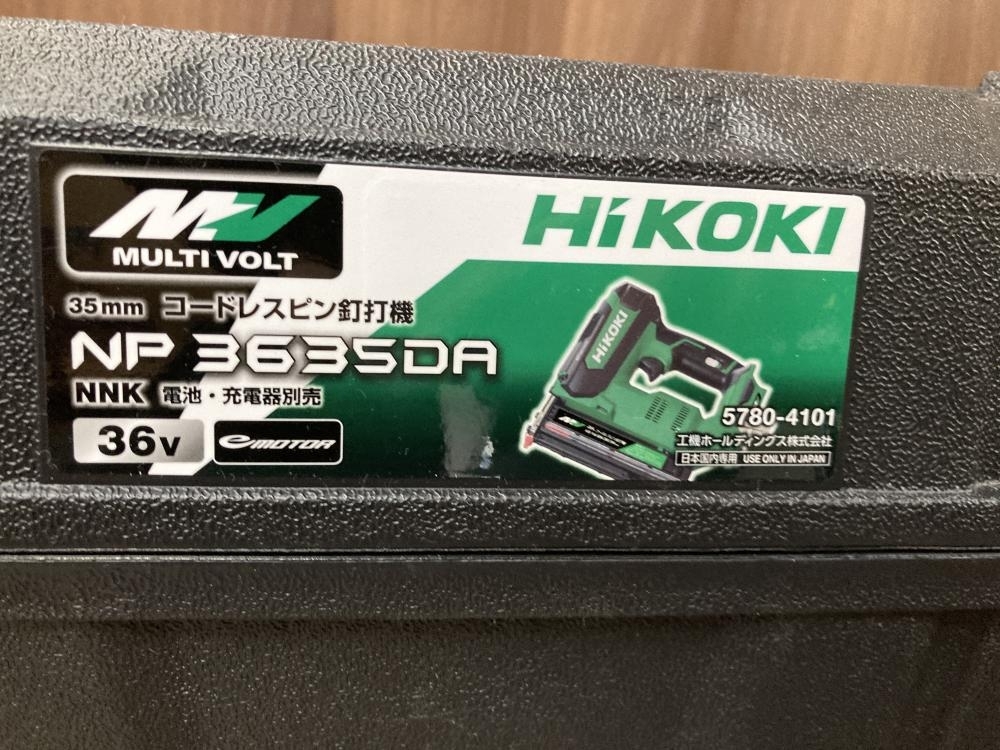 MV
MULTI VOLT
HiKOKI
35mm コードレスピン釘打機
NP 3635DA
NNK 電池・充電器別売
36V
e MOTOR
HiKOKI
5780-4101
工機ホールディングス株式会社
日本国内専用 USE ONLY IN JAPAN